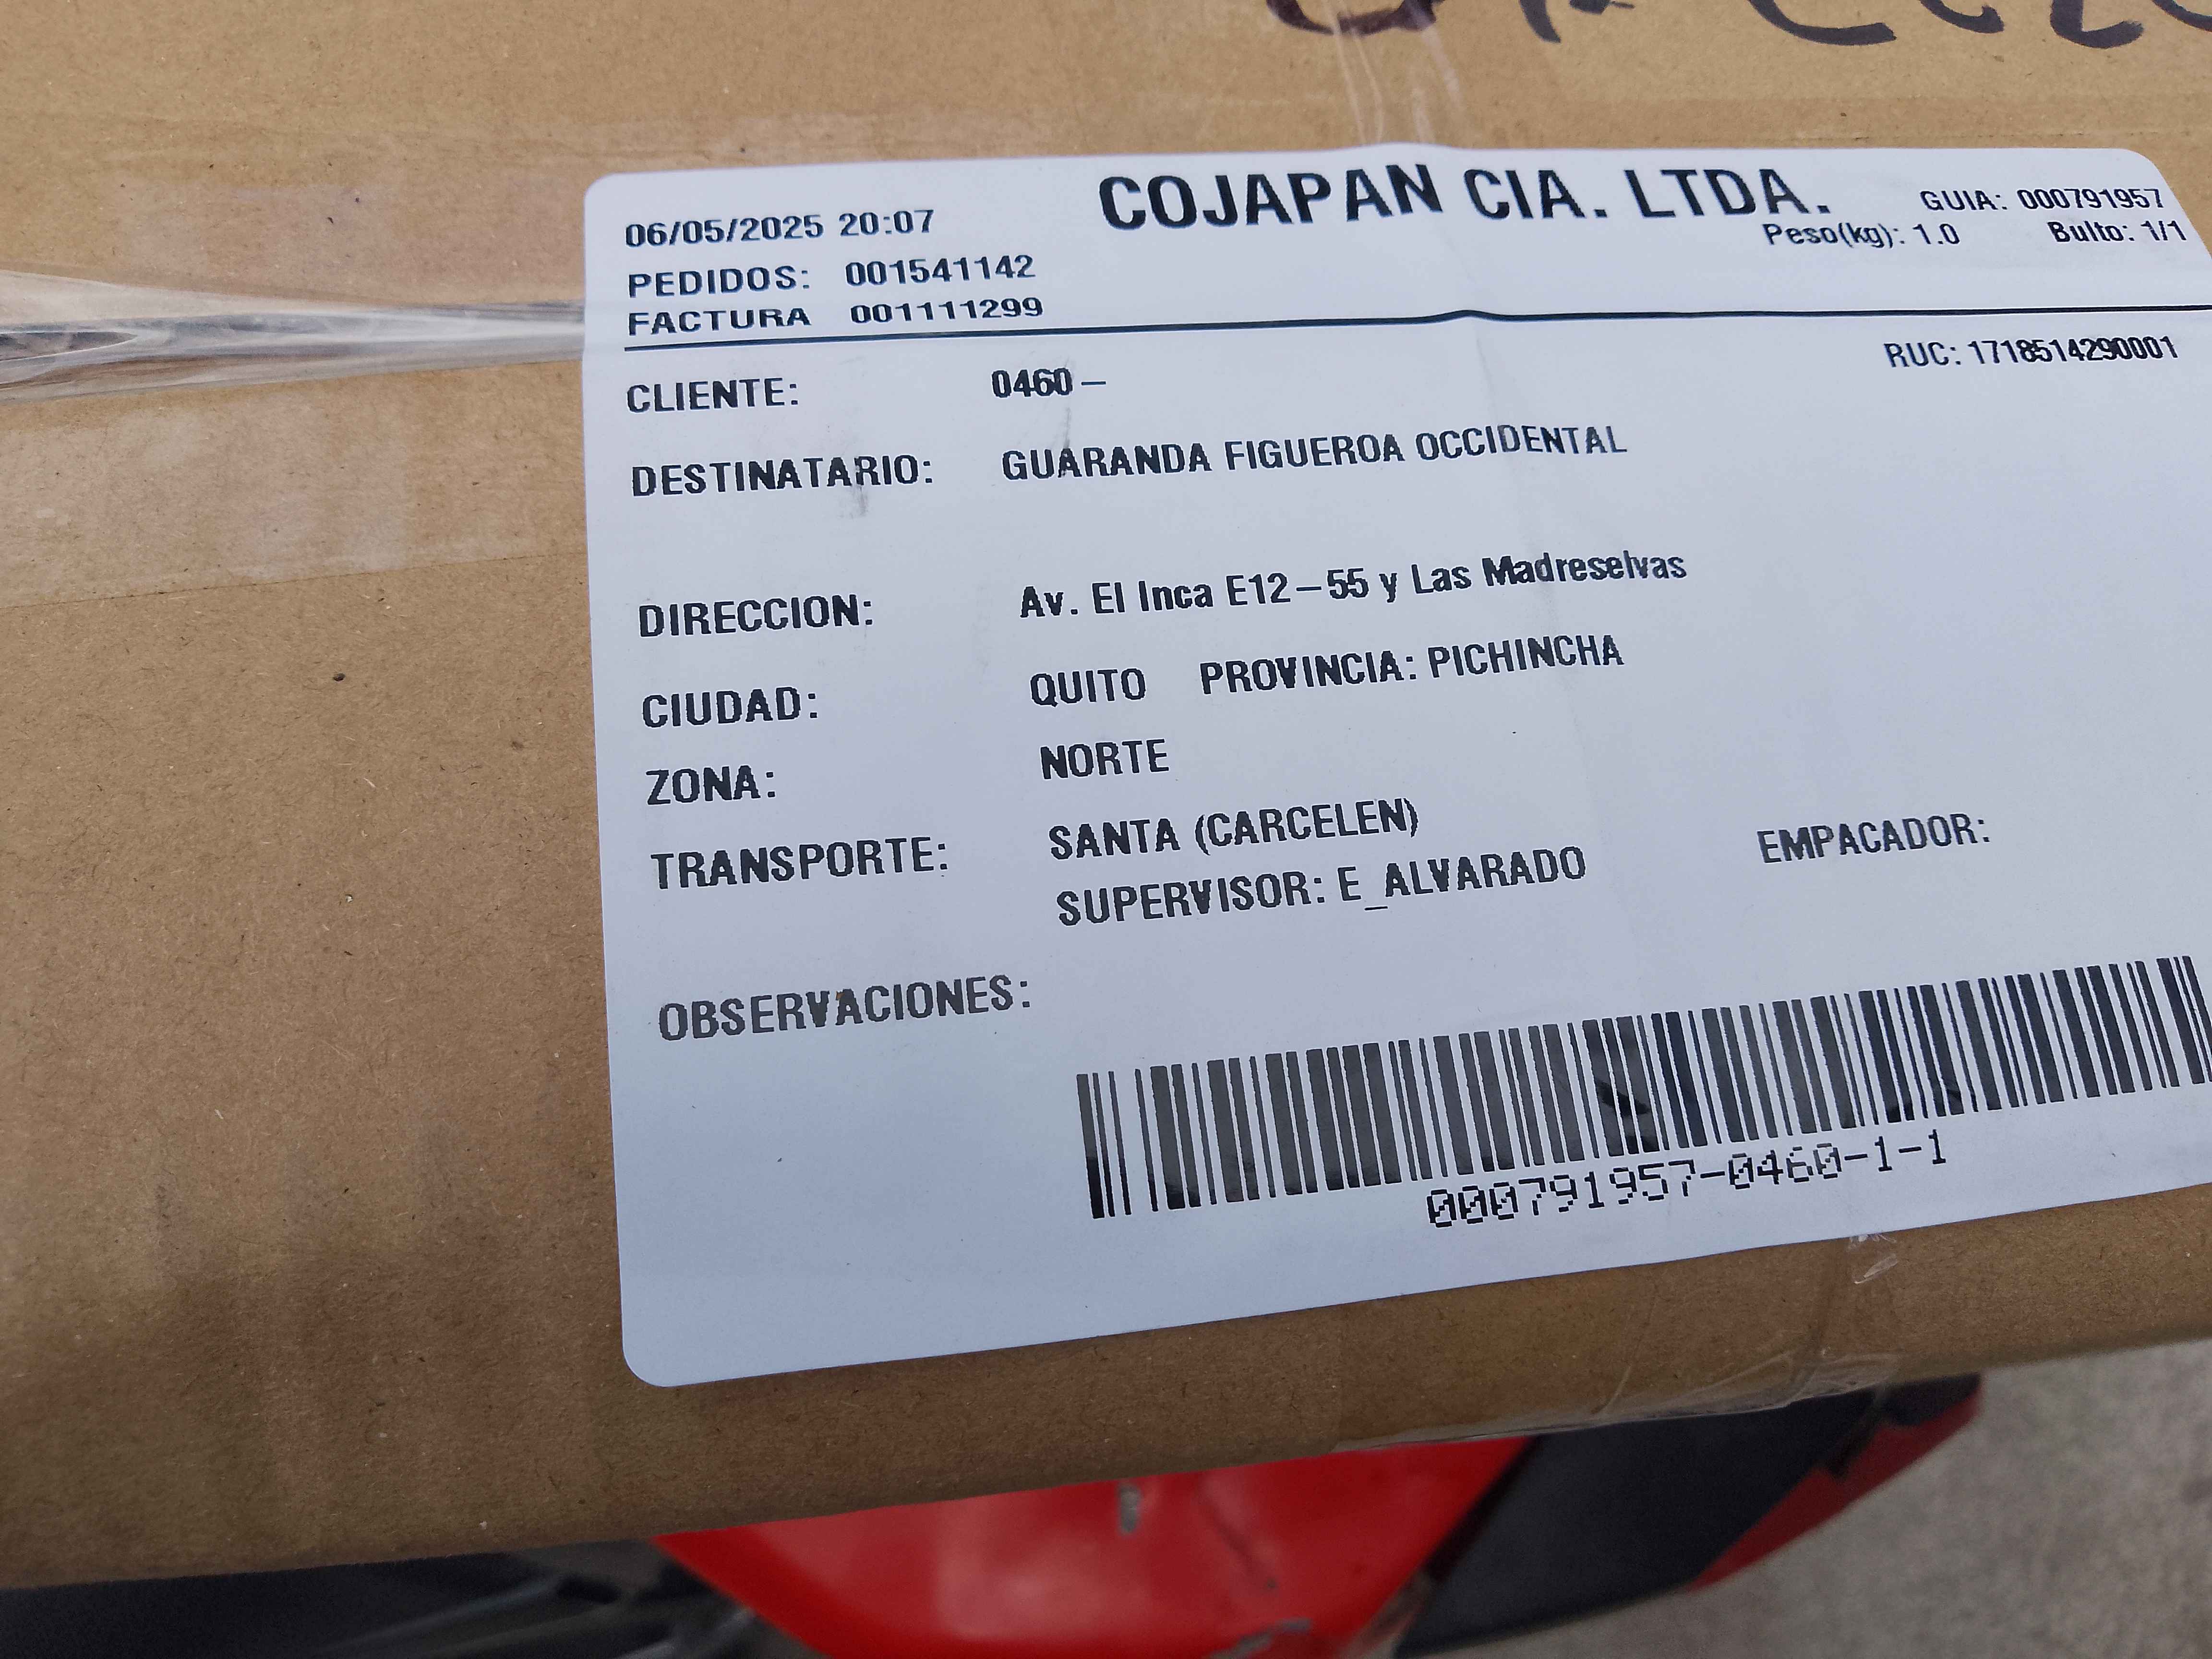 COJAPAN CIA. LTDA.
06/05/2025 20:07
GUIA: 000791957
Peso(kg): 1.0 Bulto: 1/1
PEDIDOS: 001541142
FACTURA 001111299
RUC: 1718514290001
CLIENTE: 0460 –
DESTINATARIO: GUARANDA FIGUEROA OCCIDENTAL
DIRECCION: Av. El Inca E12–55 y Las Madreselvas
CIUDAD: QUITO PROVINCIA: PICHINCHA
ZONA: NORTE
TRANSPORTE: SANTA (CARCELEN)
SUPERVISOR: E_ALVARADO EMPACADOR:
OBSERVACIONES:
000791957-0460-1-1